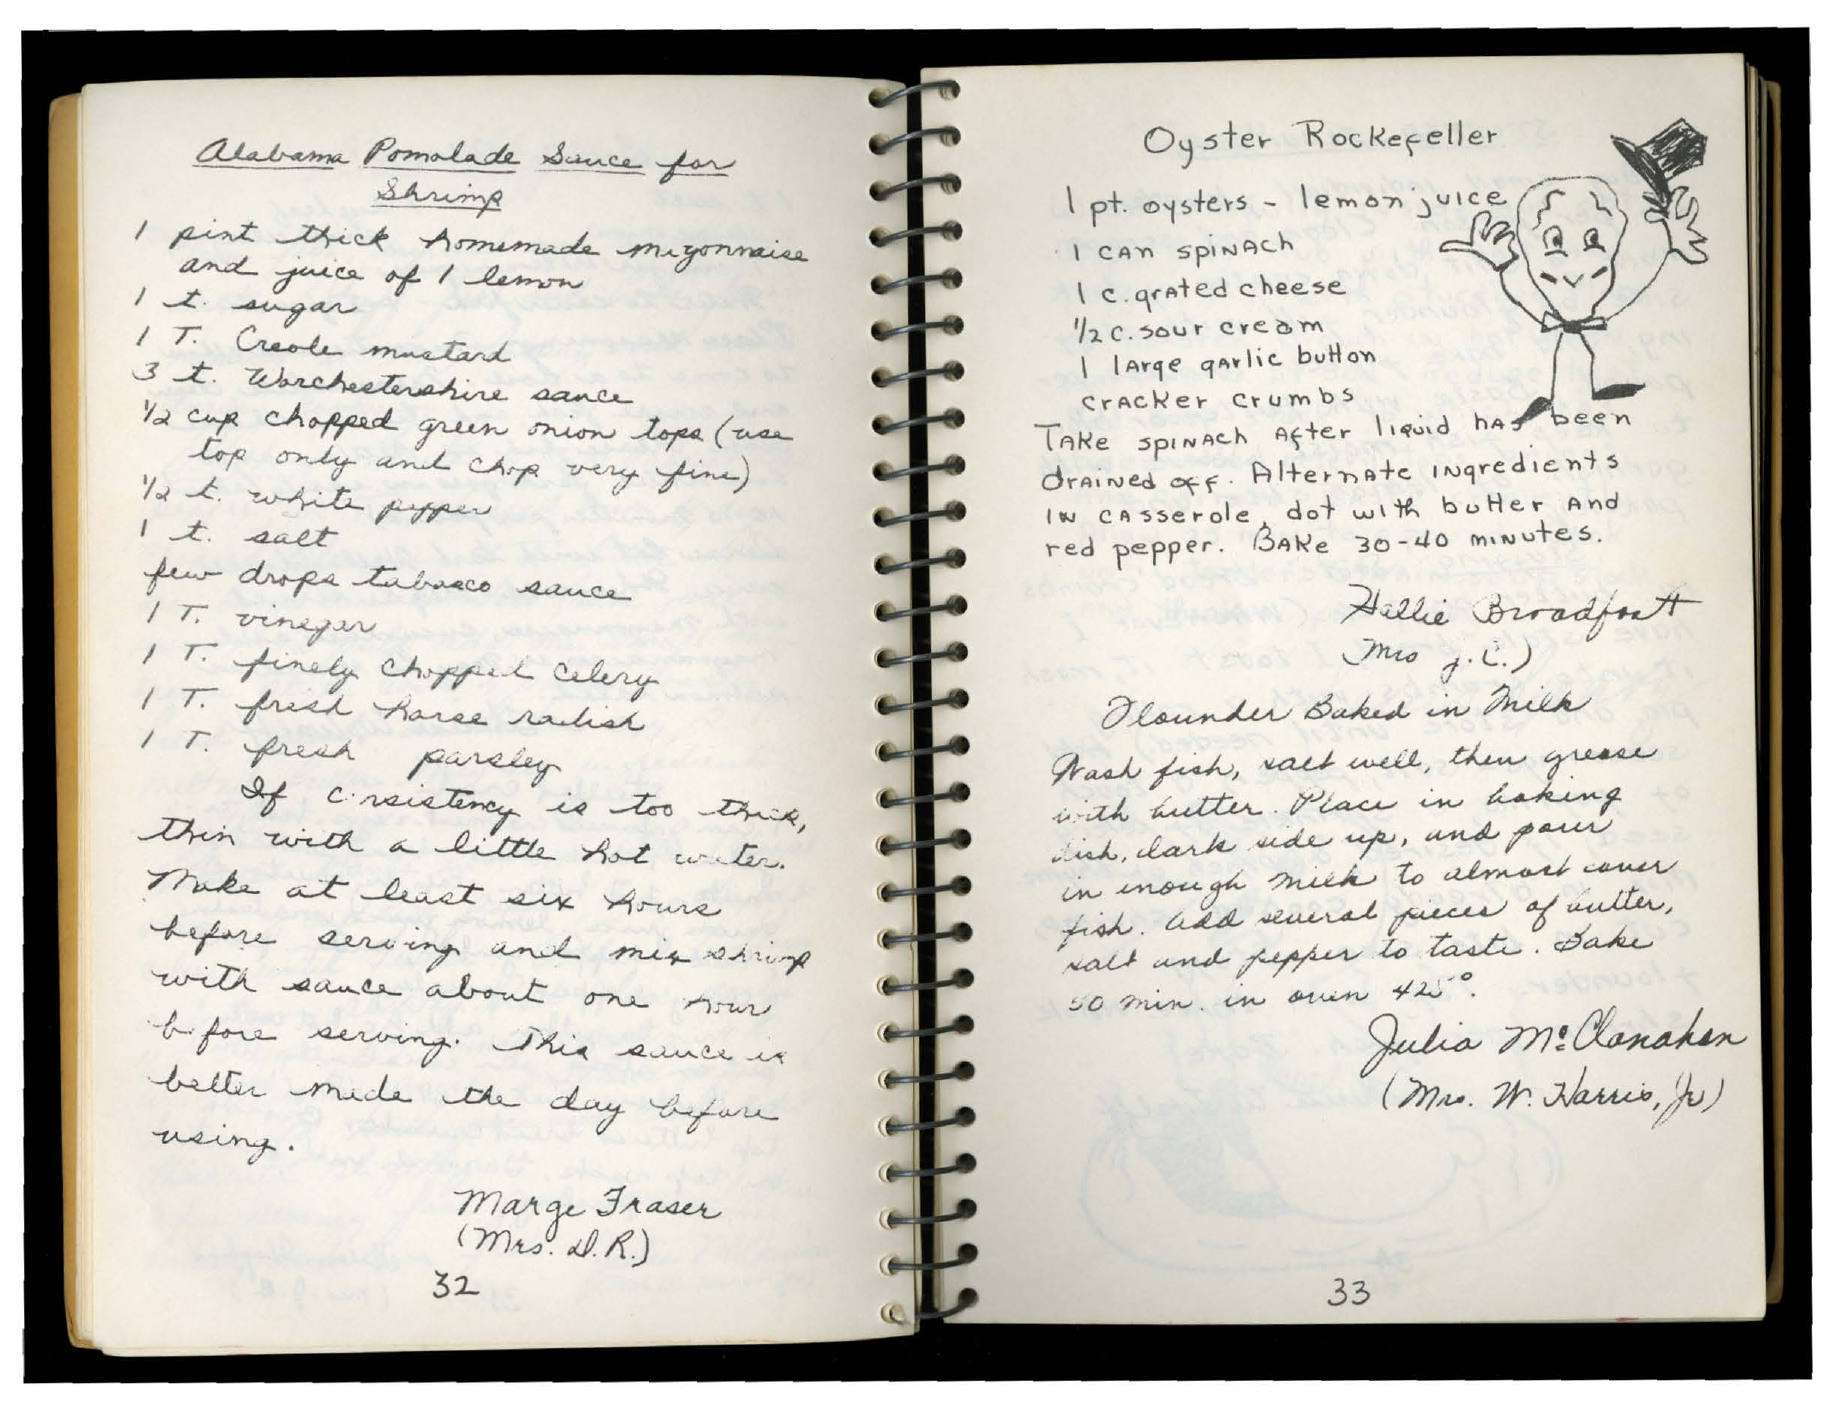 Alabama Pomolade Sauce for
Shrimp
1 pint thick homemade mayonnaise
and juice of 1 lemon
1 t. sugar
1 T. Creole mustard
3 t. Worchestershire sauce
1/2 cup chopped green onion tops (use
top only and chop very fine)
1/2 t. white pepper
1 t. salt
few drops tabasco sauce
1 T. vinegar
1 T. finely chopped celery
1 T. fresh horse radish
1 T. fresh parsley
If consistency is too thick,
thin with a little hot water.
Make at least six hours
before serving and mix shrimp
with sauce about one hour
before serving. This sauce is
better made the day before
using.
Marge Fraser
(Mrs. D. R.)
32
Oyster Rockefeller
1 pt. oysters - lemon juice
1 can spinach
1 c. grated cheese
1/2 c. sour cream
1 large garlic button
cracker crumbs
Take spinach after liquid has been
drained off. Alternate ingredients
in casserole, dot with butter and
red pepper. Bake 30-40 minutes.
Hallie
Mrs J. C.)
Flounder Baked in Milk
Wash fish, salt well, then grease
with butter. Place in baking
dish, dark side up, and pour
in enough milk to almost cover
fish. Add several pieces of butter,
salt and pepper to taste. Bake
50 min. in oven 425°.
Julia McClanahan
(Mrs. W. Harris, Jr)
33